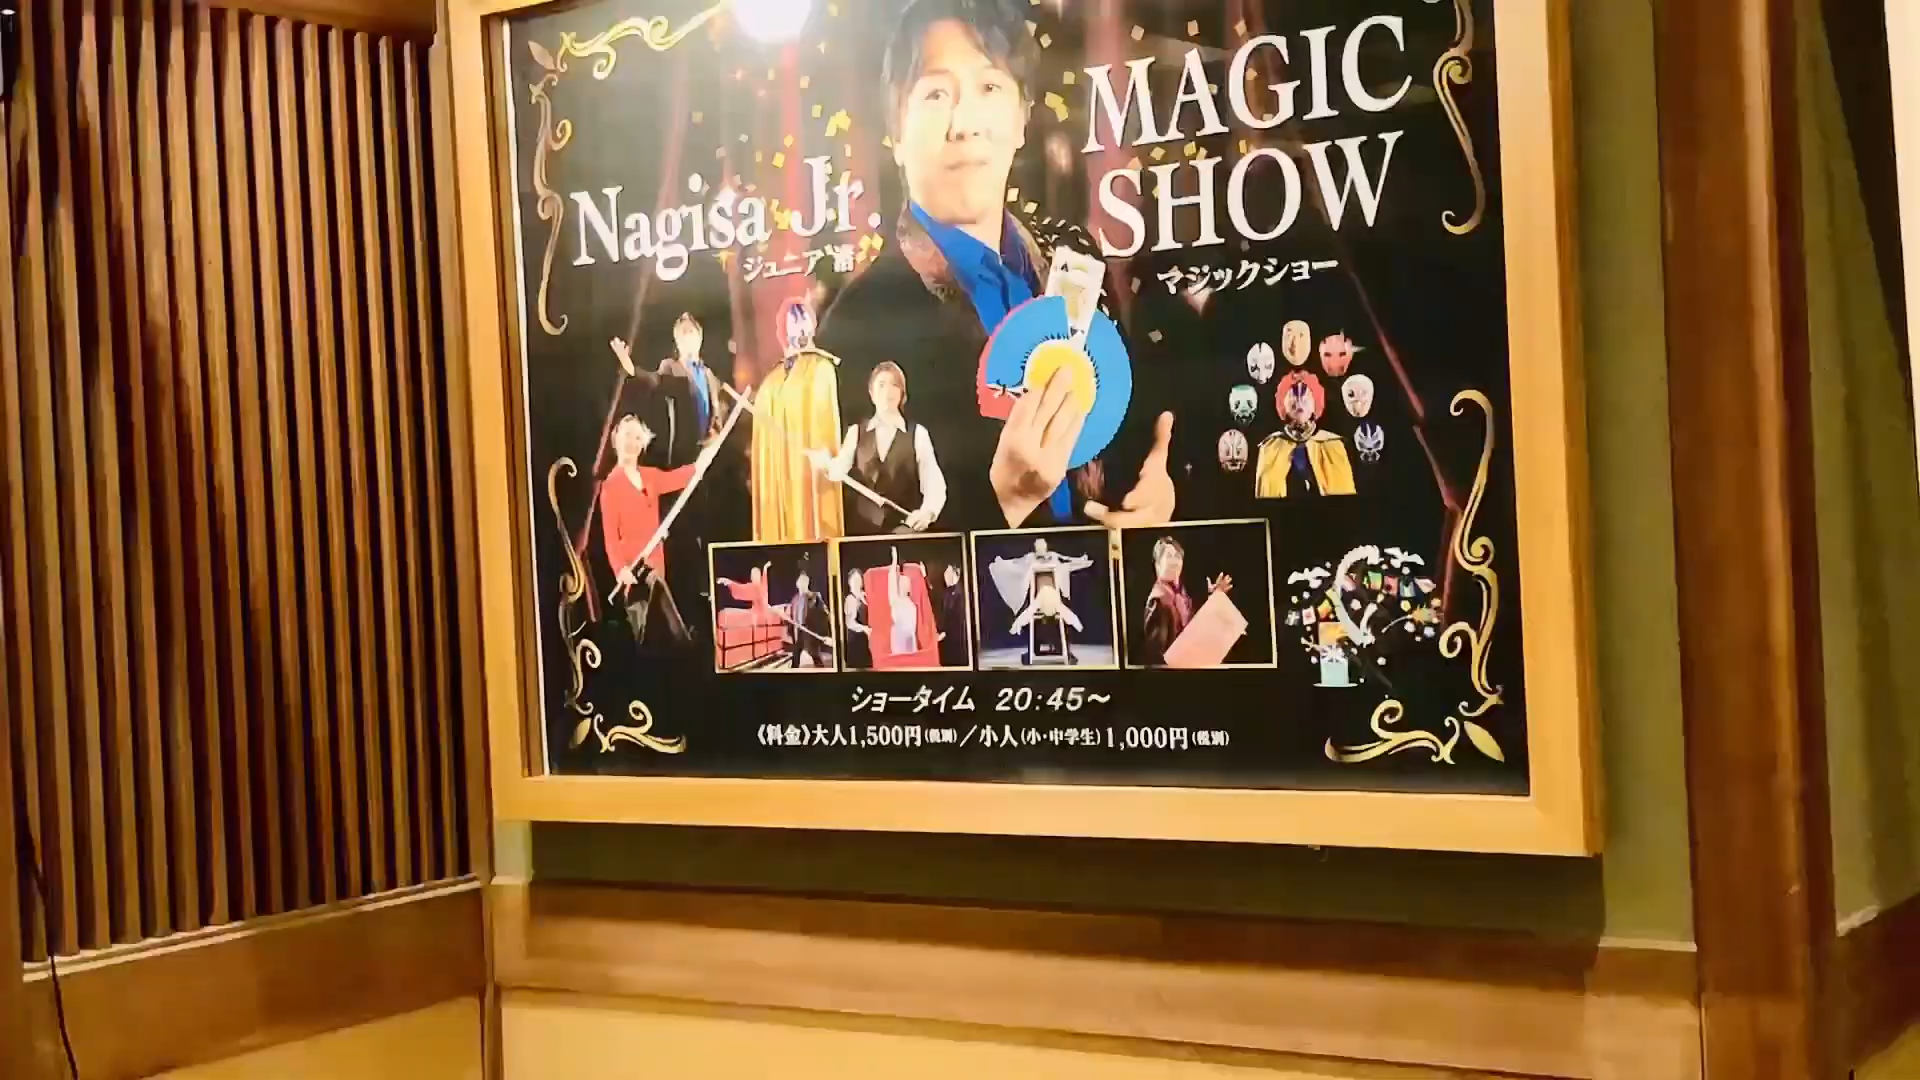 MAGIC
SHOW
マジックショー
Nagisa Jr.
ジュニア渚
ショータイム 20:45〜
《料金》大人1,500円(税別)/小人(小・中学生)1,000円(税別)